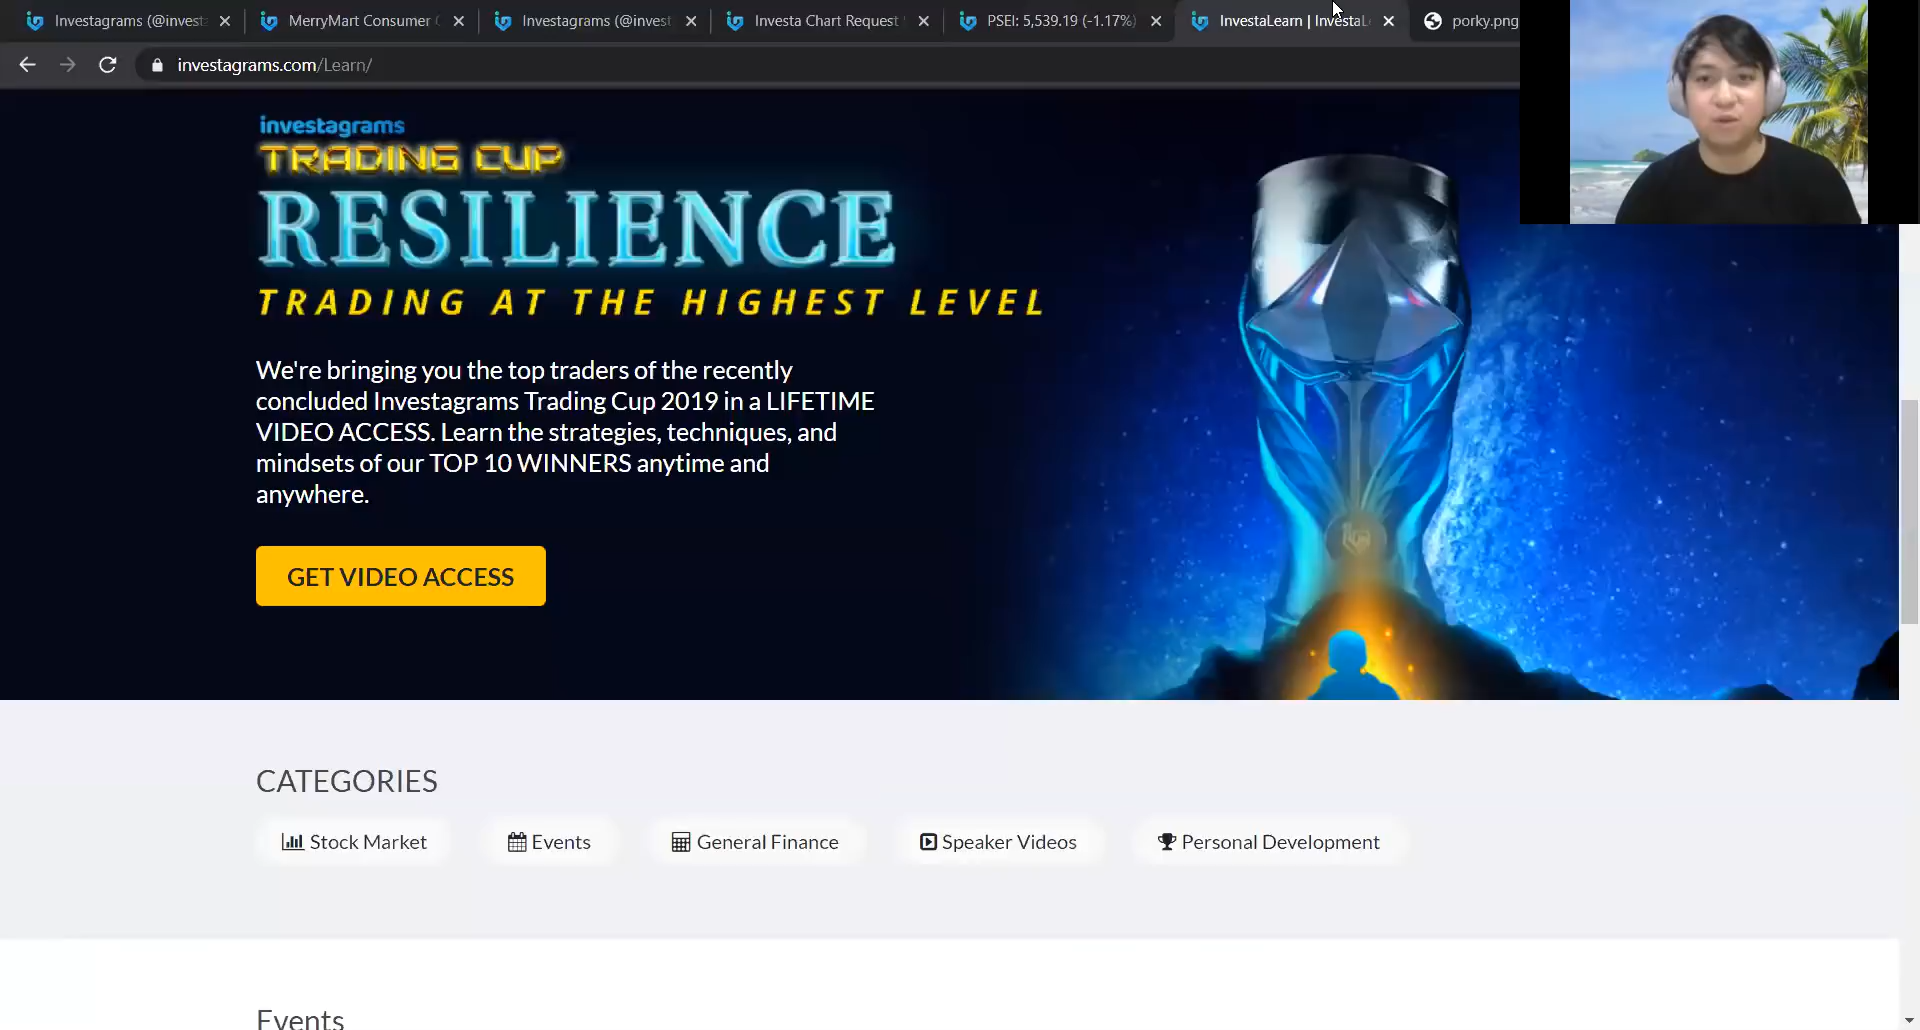 Investagrams (@invest
MerryMart Consumer
Investagrams (@invest
Investa Chart Request
PSEI: 5,539.19 (-1.17%)
InvestaLearn | InvestaL
porky.png
investagrams.com/Learn/
investagrams
TRADING CUP
RESILIENCE
TRADING AT THE HIGHEST LEVEL
We're bringing you the top traders of the recently
concluded Investagrams Trading Cup 2019 in a LIFETIME
VIDEO ACCESS. Learn the strategies, techniques, and
mindsets of our TOP 10 WINNERS anytime and
anywhere.
GET VIDEO ACCESS
CATEGORIES
Stock Market
Events
General Finance
Speaker Videos
Personal Development
Events